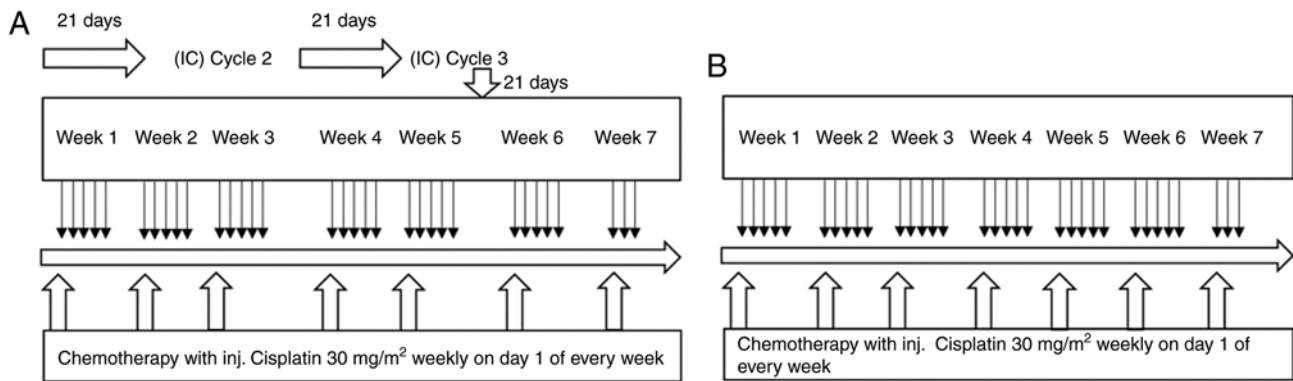 A
21 days
21 days
(IC) Cycle 2
(IC) Cycle 3
21 days
Week 1 Week 2 Week 3 Week 4 Week 5 Week 6 Week 7
Chemotherapy with inj. Cisplatin 30 mg/m² weekly on day 1 of every week
B
Week 1 Week 2 Week 3 Week 4 Week 5 Week 6 Week 7
Chemotherapy with inj. Cisplatin 30 mg/m² weekly on day 1 of
every week